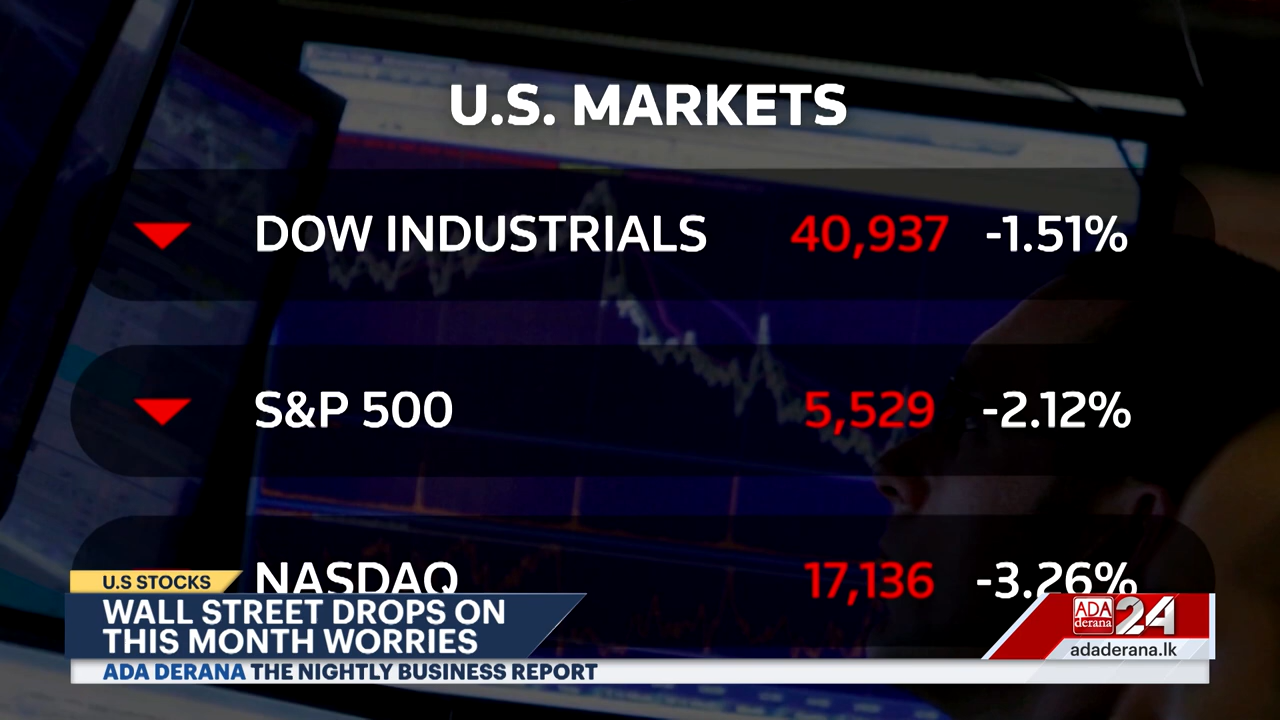 U.S. MARKETS
DOW INDUSTRIALS 40,937 -1.51%
S&P 500 5,529 -2.12%
NASDAQ 17,136 -3.26%
U.S STOCKS
WALL STREET DROPS ON
THIS MONTH WORRIES
ADA DERANA THE NIGHTLY BUSINESS REPORT
ADA
derana 24
adaderana.lk